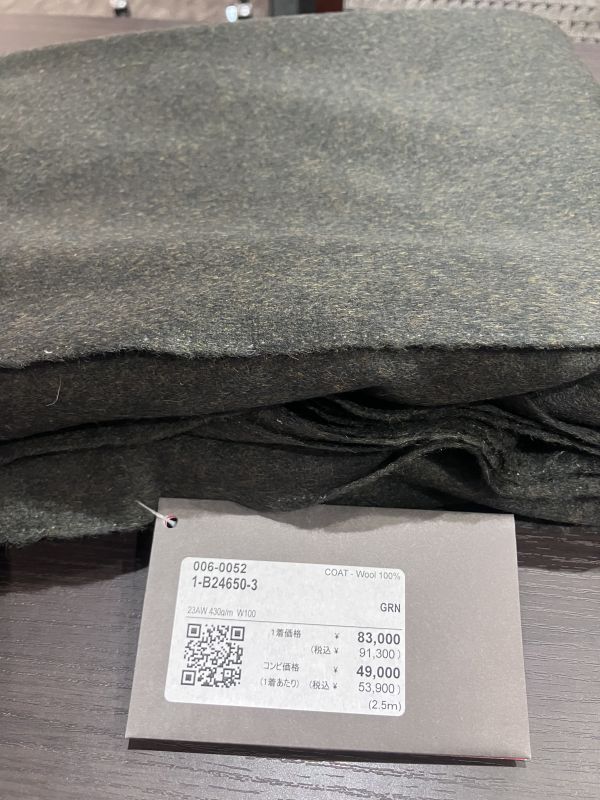 006-0052
COAT - Wool 100%
1-B24650-3
GRN
23AW 430g/m W100
1着価格 ¥ 83,000
(税込 ¥ 91,300)
コンビ価格 ¥ 49,000
(1着あたり) (税込 ¥ 53,900)
(2.5m)